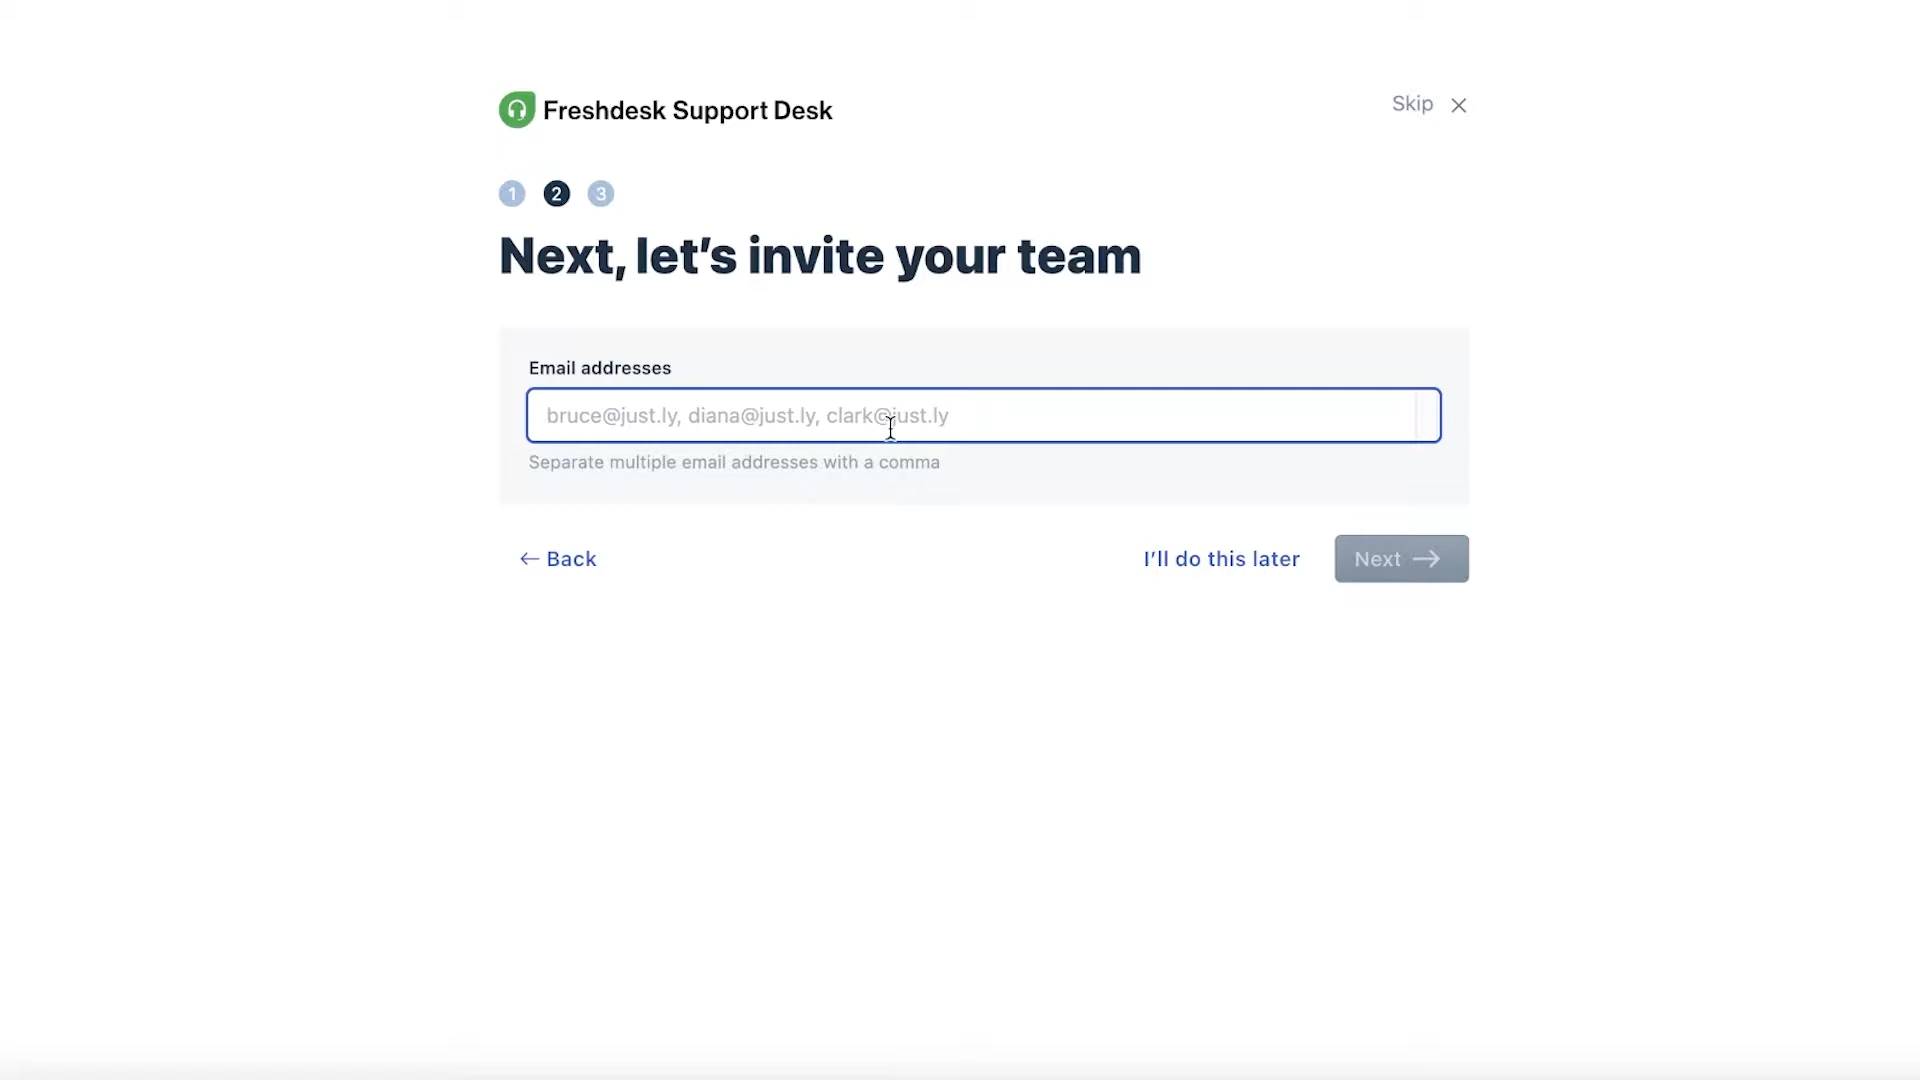 Freshdesk Support Desk
Skip
1 2 3
Next, let’s invite your team
Email addresses
bruce@just.ly, diana@just.ly, clark@just.ly
Separate multiple email addresses with a comma
← Back
I’ll do this later
Next →